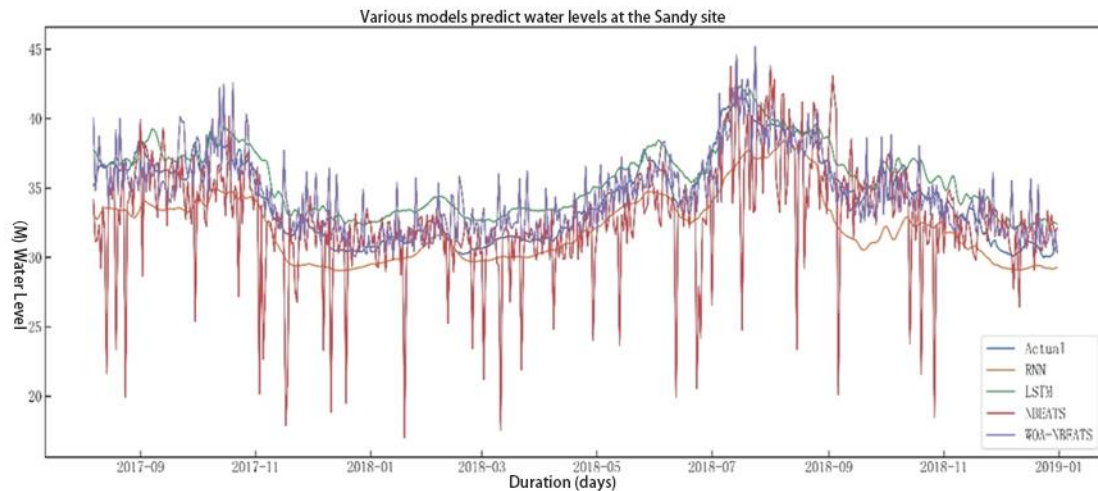 Various models predict water levels at the Sandy site
(M) Water Level
45
40
35
30
25
20
2017-09 2017-11 2018-01 2018-03 2018-05 2018-07 2018-09 2018-11 2019-01
Duration (days)
Actual
RNN
LSTM
NBEATS
WOA-NBEATS